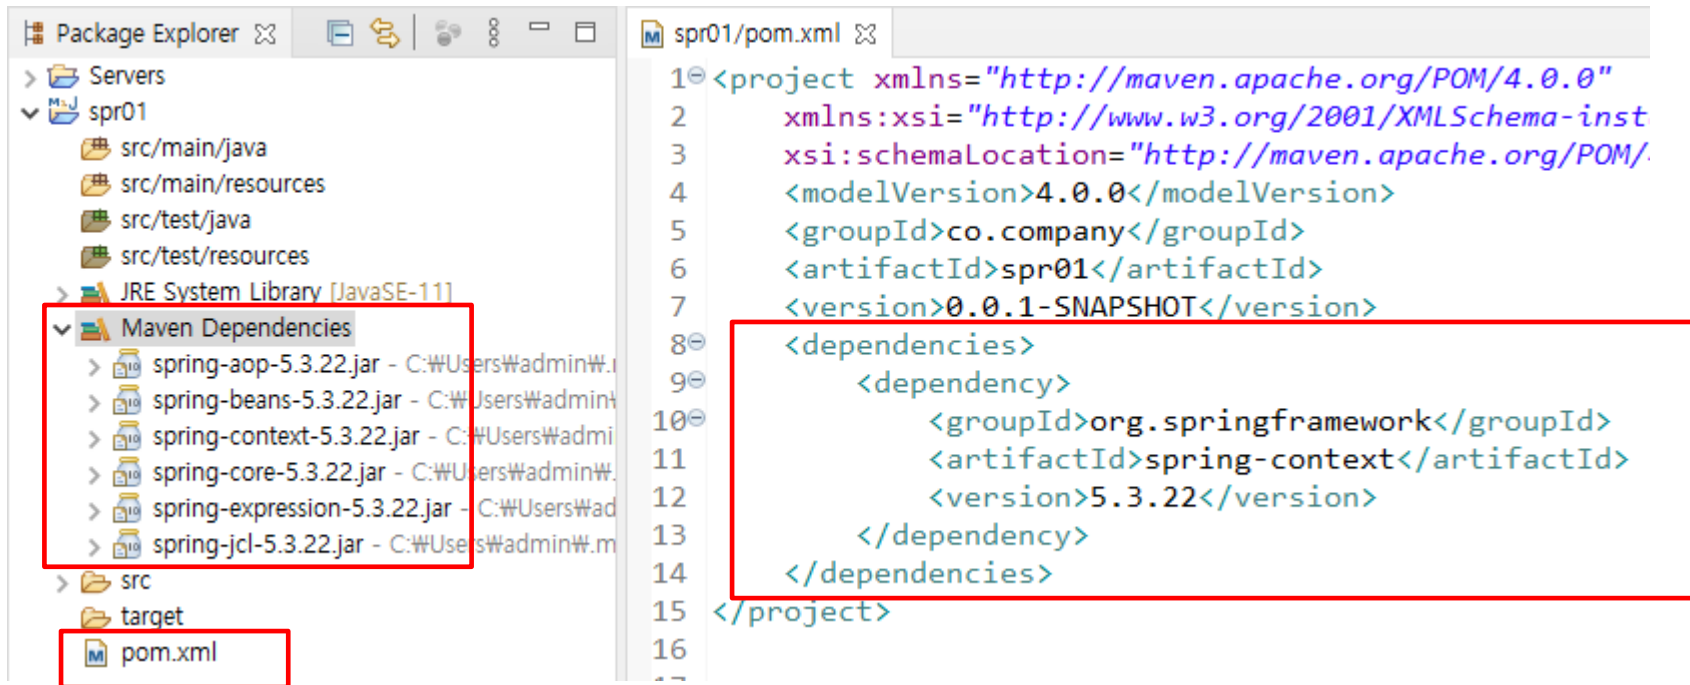 Package Explorer
Servers
spr01
src/main/java
src/main/resources
src/test/java
src/test/resources
JRE System Library [JavaSE-11]
Maven Dependencies
spring-aop-5.3.22.jar - C:₩Users₩admin₩.
spring-beans-5.3.22.jar - C:₩Users₩admin
spring-context-5.3.22.jar - C:₩Users₩admi
spring-core-5.3.22.jar - C:₩Users₩admin₩.
spring-expression-5.3.22.jar - C:₩Users₩ad
spring-jcl-5.3.22.jar - C:₩Users₩admin₩.m
src
target
pom.xml
spr01/pom.xml
1 <project xmlns="http://maven.apache.org/POM/4.0.0"
2 xmlns:xsi="http://www.w3.org/2001/XMLSchema-inst
3 xsi:schemaLocation="http://maven.apache.org/POM/
4 <modelVersion>4.0.0</modelVersion>
5 <groupId>co.company</groupId>
6 <artifactId>spr01</artifactId>
7 <version>0.0.1-SNAPSHOT</version>
8 <dependencies>
9 <dependency>
10 <groupId>org.springframework</groupId>
11 <artifactId>spring-context</artifactId>
12 <version>5.3.22</version>
13 </dependency>
14 </dependencies>
15 </project>
16